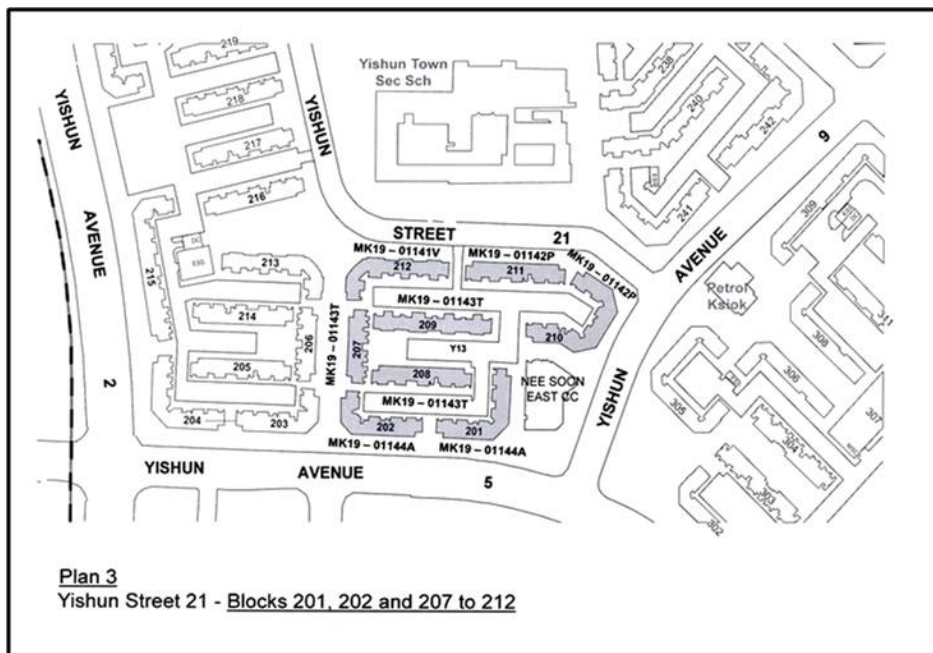 219
218
217
216
YISHUN
AVENUE
2
YISHUN
STREET 21
Yishun Town
Sec Sch
238
240
242
241
9
AVENUE
YISHUN
309
311
308
306
307
305
304
303
302
Petrol
Ksiok
MK19 – 01141V
MK19 – 01142P
MK19 – 01142P
212
211
213
215
ESS
214
MK19 – 01143T
MK19 – 01143T
209
210
207
206
Y13
205
208
NEE SOON
EAST CC
MK19 – 01143T
204
203
202
201
MK19 – 01144A
MK19 – 01144A
YISHUN AVENUE 5
Plan 3
Yishun Street 21 - Blocks 201, 202 and 207 to 212